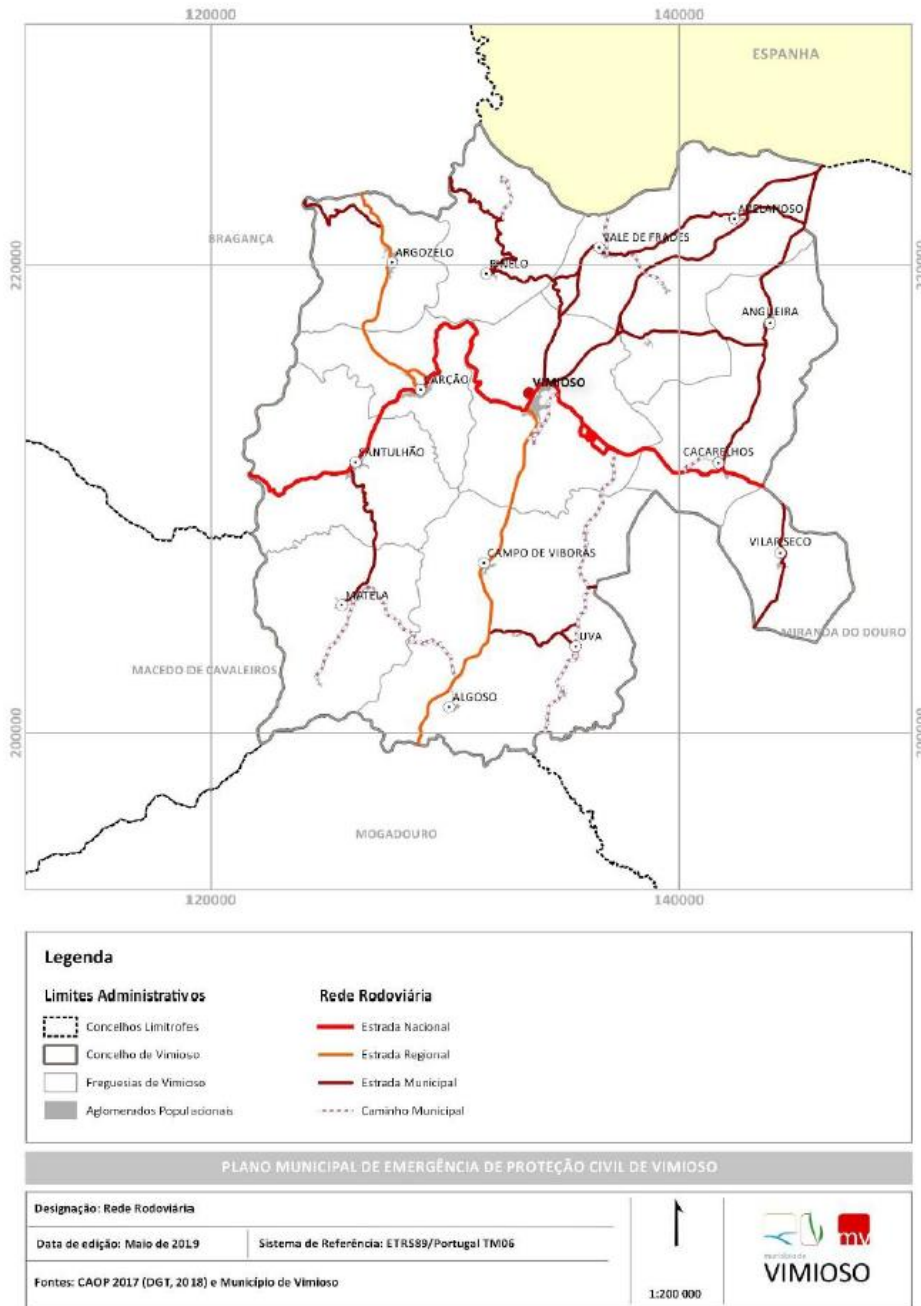 120000 140000
ESPANHA
AVELANOSO
BRAGANÇA
VALE DE FRADES
ARGOZELO
220000
PINELO
ANGUEIRA
CARÇÃO
VIMIOSO
SANTULHÃO
CAÇARELHOS
CAMPO DE VIBORAS
VILAR SECO
MATELA
UVA
MIRANDA DO DOURO
MACEDO DE CAVALEIROS
ALGOSO
200000
MOGADOURO
120000 140000
Legenda
Limites Administrativos
Concelhos Limítrofes
Concelho de Vimioso
Freguesias de Vimioso
Aglomerados Populacionais
Rede Rodoviária
Estrada Nacional
Estrada Regional
Estrada Municipal
Caminho Municipal
PLANO MUNICIPAL DE EMERGÊNCIA DE PROTEÇÃO CIVIL DE VIMIOSO
Designação: Rede Rodoviária
Data de edição: Maio de 2019 Sistema de Referência: ETRS89/Portugal TM06
Fontes: CAOP 2017 (DGT, 2018) e Município de Vimioso
1:200 000
mv
município de
VIMIOSO